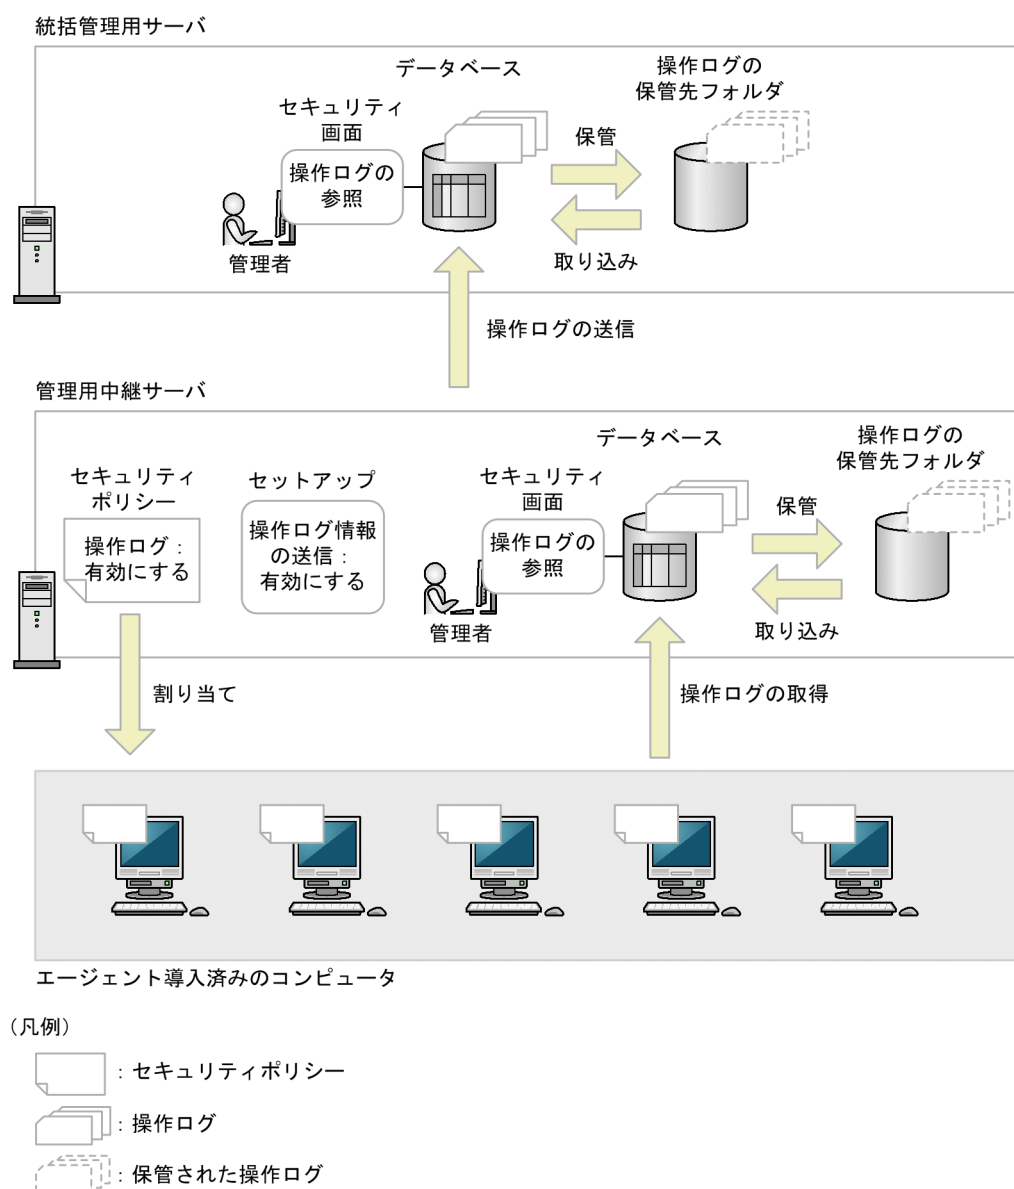 統括管理用サーバ
データベース
操作ログの
保管先フォルダ
セキュリティ
画面
保管
操作ログの
参照
管理者
取り込み
操作ログの送信
管理用中継サーバ
データベース
操作ログの
保管先フォルダ
セキュリティ
ポリシー
セットアップ
セキュリティ
画面
保管
操作ログ：
有効にする
操作ログ情報
の送信：
有効にする
操作ログの
参照
管理者
取り込み
割り当て
操作ログの取得
エージェント導入済みのコンピュータ
（凡例）
：セキュリティポリシー
：操作ログ
：保管された操作ログ